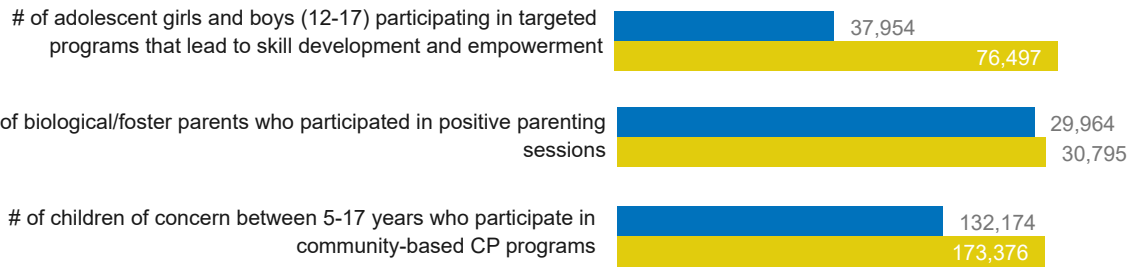 # of adolescent girls and boys (12-17) participating in targeted
programs that lead to skill development and empowerment
37,954
76,497
of biological/foster parents who participated in positive parenting
sessions
29,964
30,795
# of children of concern between 5-17 years who participate in
community-based CP programs
132,174
173,376